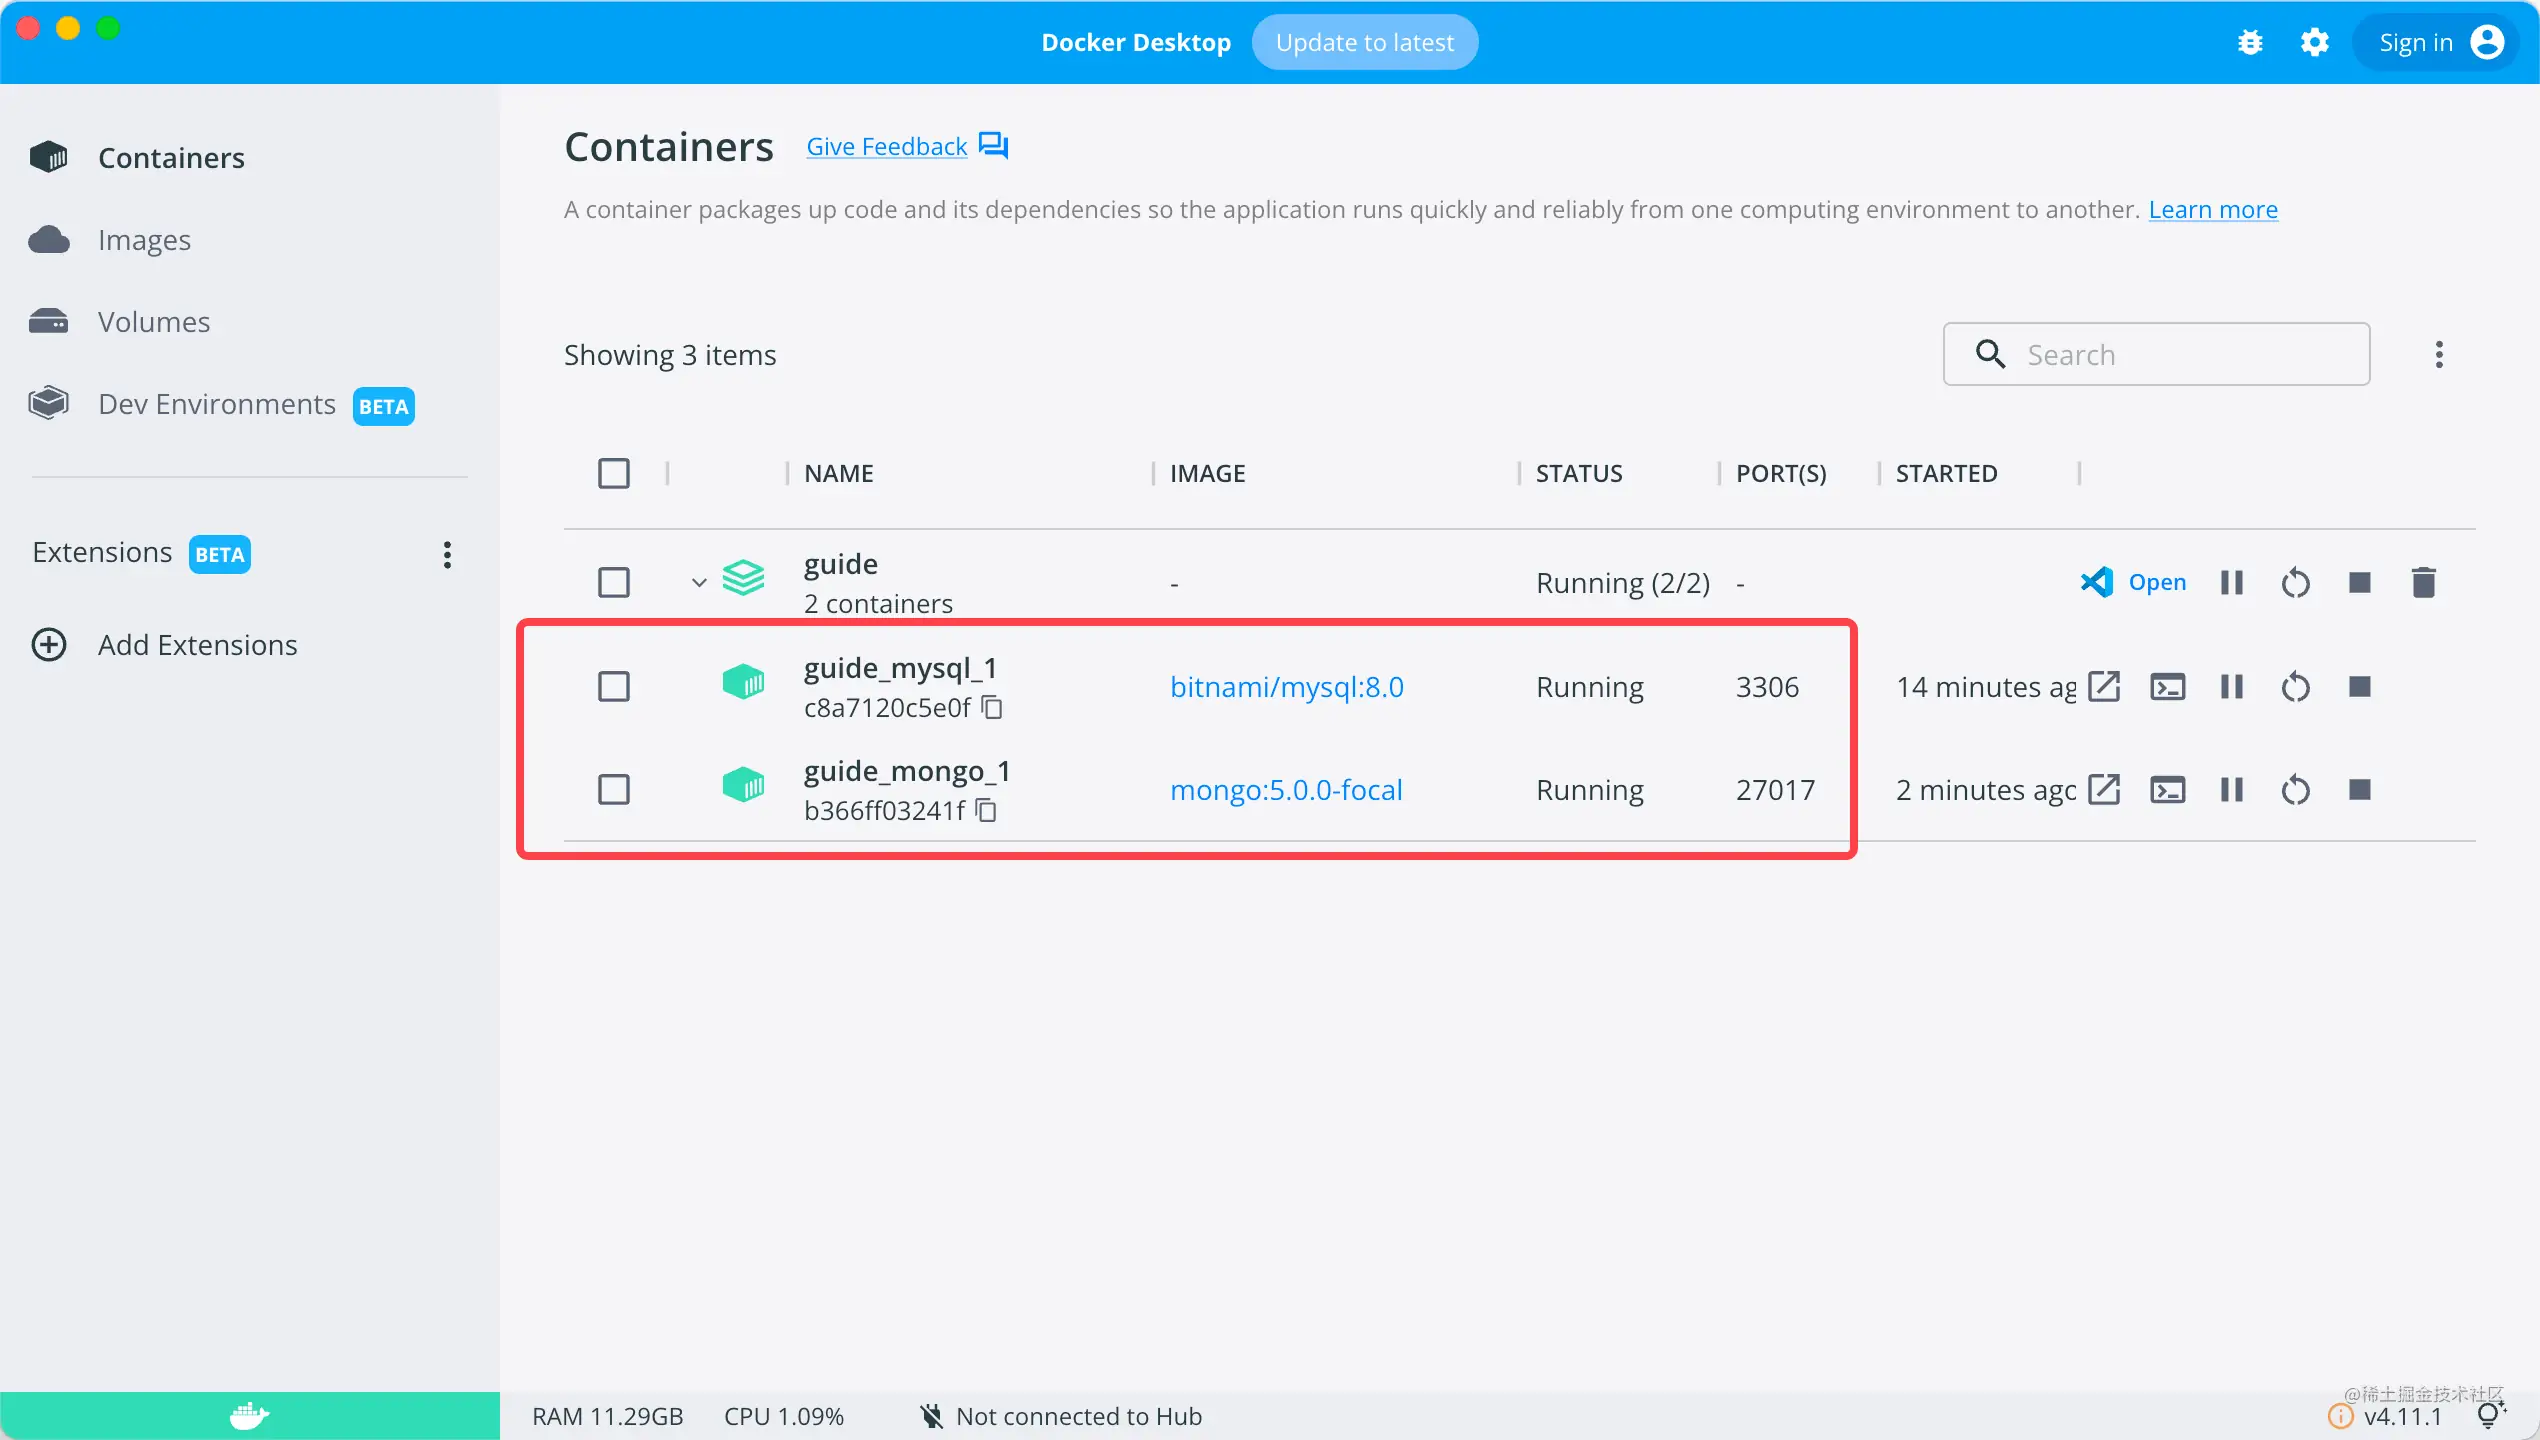 Docker Desktop
Update to latest
Sign in
Containers
Images
Volumes
Dev Environments BETA
Extensions BETA
Add Extensions
Containers
Give Feedback
A container packages up code and its dependencies so the application runs quickly and reliably from one computing environment to another. Learn more
Showing 3 items
Search
NAME IMAGE STATUS PORT(S) STARTED
guide
2 containers
- Running (2/2) - Open
guide_mysql_1
c8a7120c5e0f
bitnami/mysql:8.0 Running 3306 14 minutes ag
guide_mongo_1
b366ff03241f
mongo:5.0.0-focal Running 27017 2 minutes ago
RAM 11.29GB CPU 1.09% Not connected to Hub
@稀土掘金技术社区
v4.11.1